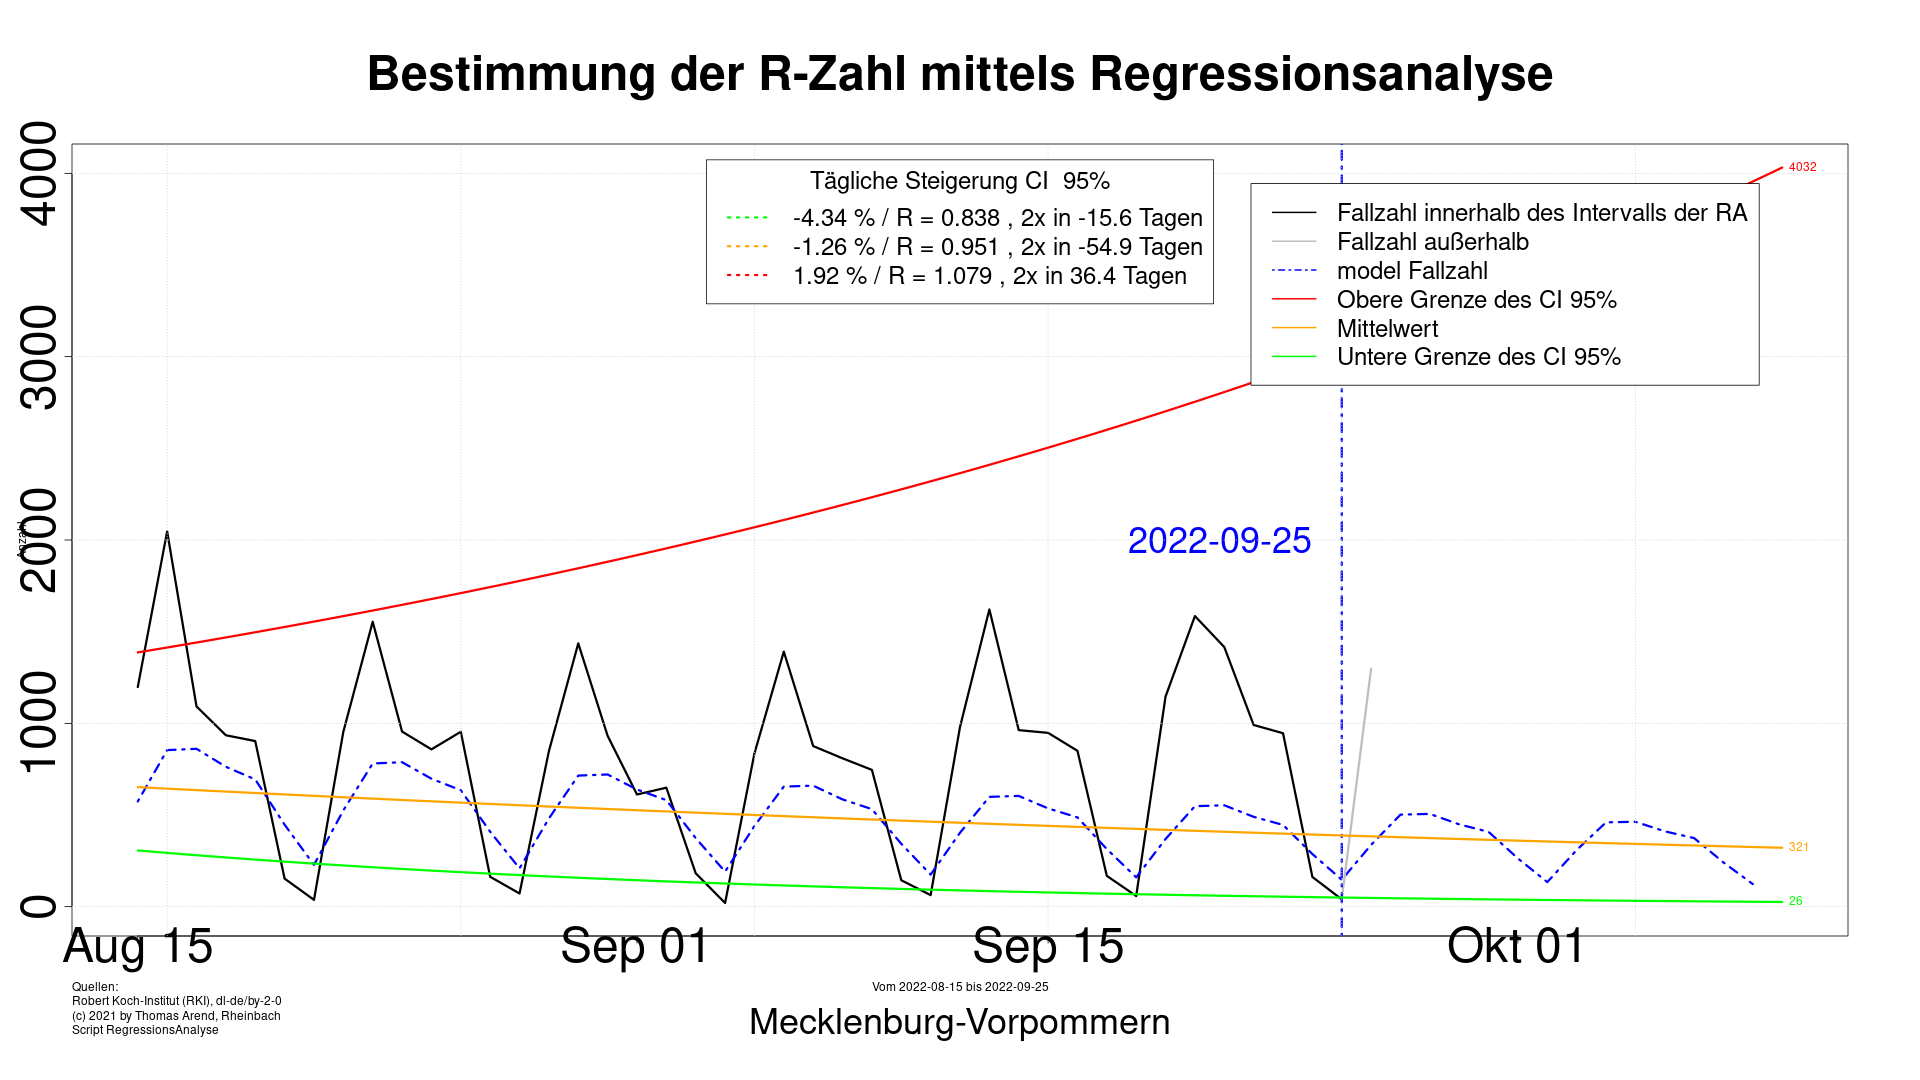 Bestimmung der R-Zahl mittels Regressionsanalyse
4000
3000
2000
1000
0
Anzahl
Tägliche Steigerung CI  95%
-4.34 % / R = 0.838 , 2x in -15.6 Tagen
-1.26 % / R = 0.951 , 2x in -54.9 Tagen
1.92 % / R = 1.079 , 2x in 36.4 Tagen
4032
Fallzahl innerhalb des Intervalls der RA
Fallzahl außerhalb
model Fallzahl
Obere Grenze des CI 95%
Mittelwert
Untere Grenze des CI 95%
2022-09-25
321
26
Aug 15
Sep 01
Sep 15
Okt 01
Quellen:
Robert Koch-Institut (RKI), dl-de/by-2-0
(c) 2021 by Thomas Arend, Rheinbach
Script RegressionsAnalyse
Vom 2022-08-15 bis 2022-09-25
Mecklenburg-Vorpommern